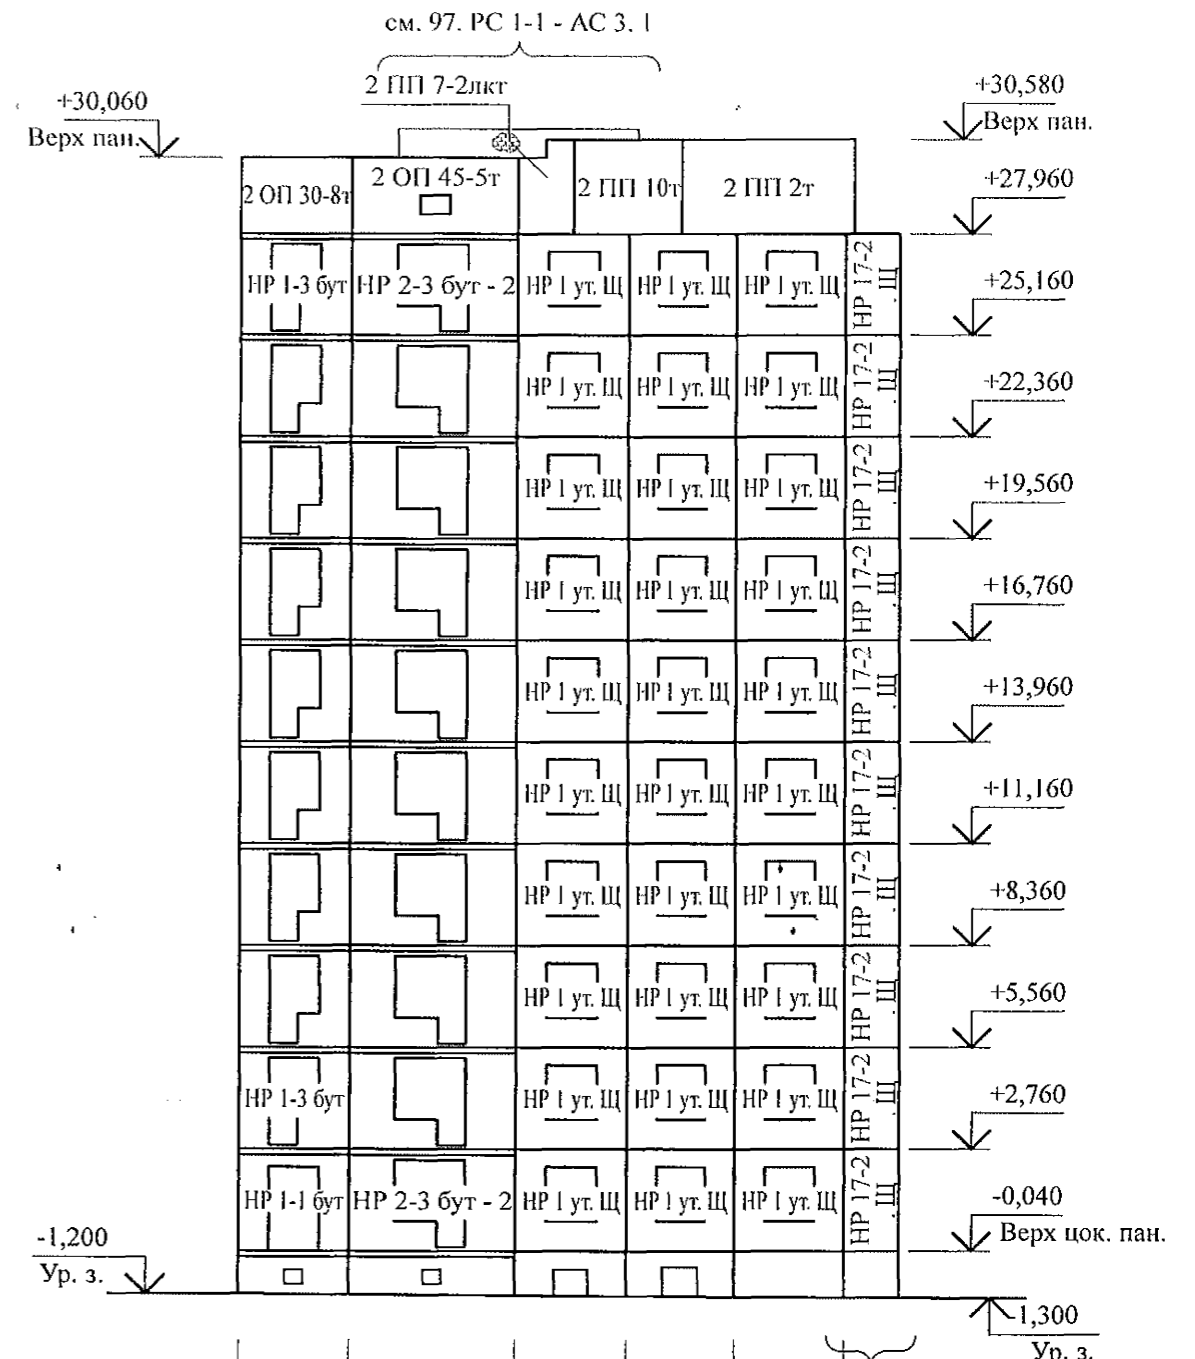 см. 97. РС 1-1 - АС 3. 1
2 ПП 7-2лкт
+30,060
Верх пан.
+30,580
Верх пан.
2 ОП 30-8т
2 ОП 45-5т
2 ПП 10т
2 ПП 2т
+27,960
НР 1-3 бут
НР 2-3 бут - 2
НР 1 ут. Щ
НР 1 ут. Щ
НР 1 ут. Щ
НР 17-2
Щ
+25,160
НР 1 ут. Щ
НР 1 ут. Щ
НР 1 ут. Щ
НР 17-2
Щ
+22,360
НР 1 ут. Щ
НР 1 ут. Щ
НР 1 ут. Щ
НР 17-2
Щ
+19,560
НР 1 ут. Щ
НР 1 ут. Щ
НР 1 ут. Щ
НР 17-2
Щ
+16,760
НР 1 ут. Щ
НР 1 ут. Щ
НР 1 ут. Щ
НР 17-2
Щ
+13,960
НР 1 ут. Щ
НР 1 ут. Щ
НР 1 ут. Щ
НР 17-2
Щ
+11,160
НР 1 ут. Щ
НР 1 ут. Щ
НР 1 ут. Щ
НР 17-2
Щ
+8,360
НР 1 ут. Щ
НР 1 ут. Щ
НР 1 ут. Щ
НР 17-2
Щ
+5,560
НР 1-3 бут
НР 1 ут. Щ
НР 1 ут. Щ
НР 1 ут. Щ
НР 17-2
Щ
+2,760
НР 1-1 бут
НР 2-3 бут - 2
НР 1 ут. Щ
НР 1 ут. Щ
НР 1 ут. Щ
НР 17-2
Щ
-0,040
Верх цок. пан.
-1,200
Ур. з.
-1,300
Ур. з.